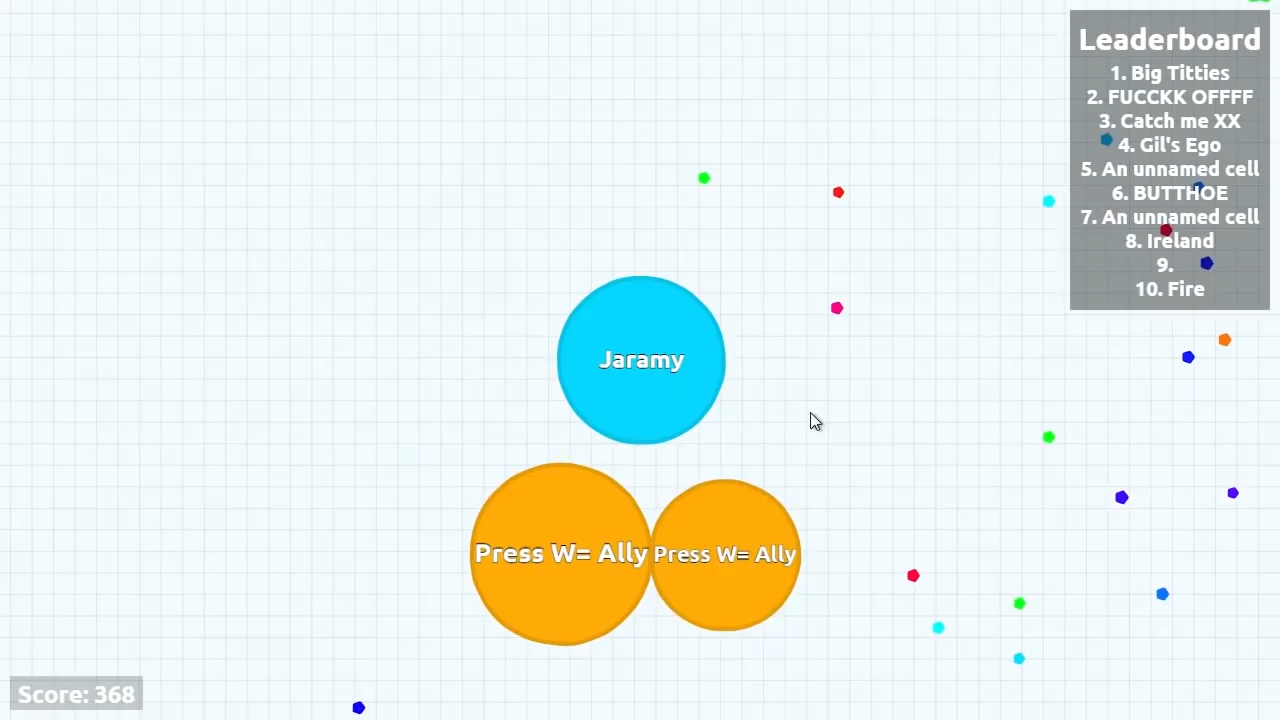 Leaderboard
1. Big Titties
2. FUCCKK OFFFF
3. Catch me XX
4. Gil's Ego
5. An unnamed cell
6. BUTTHOE
7. An unnamed cell
8. Ireland
9.
10. Fire
Jaramy
Press W= Ally Press W= Ally
Score: 368